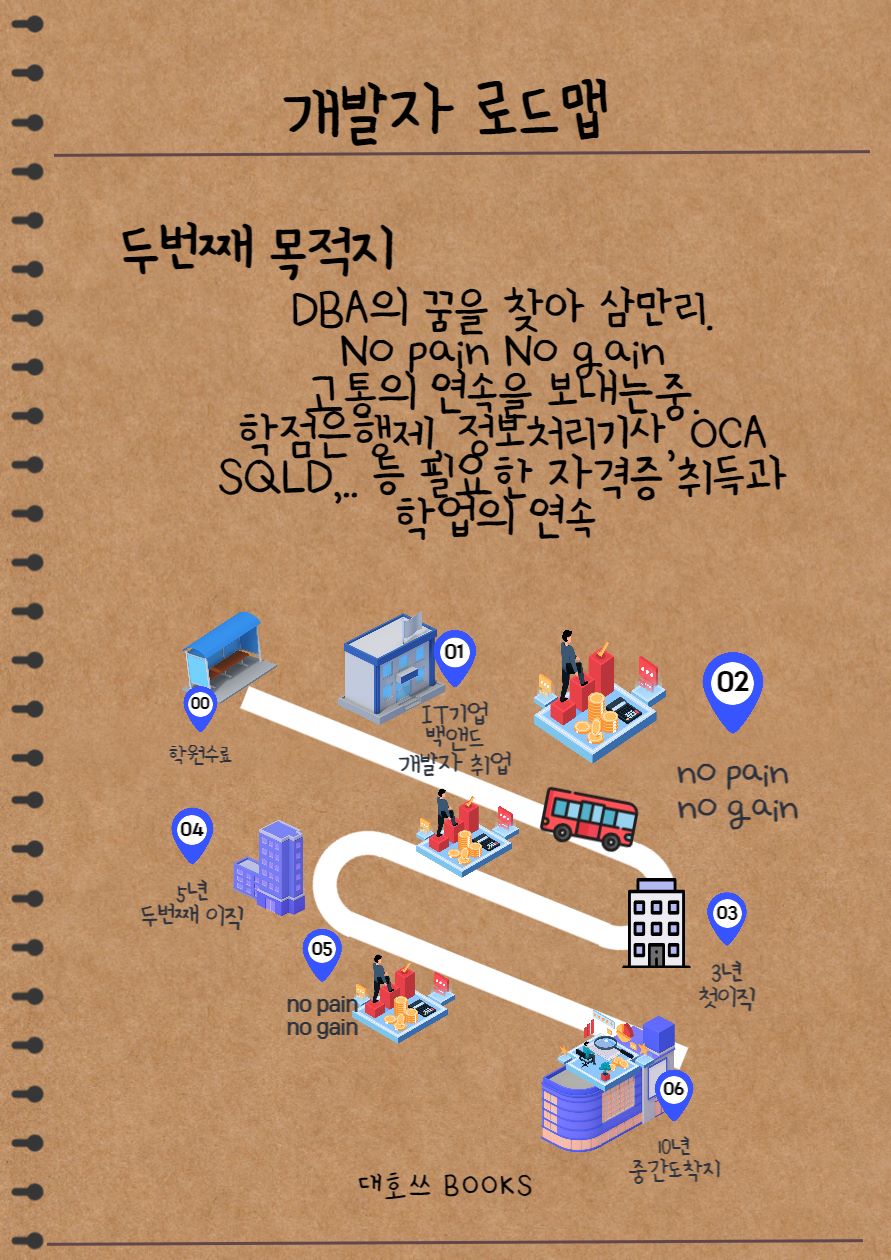 개발자 로드맵
두번째 목적지
DBA의 꿈을 찾아 삼만리.
No pain No gain
고통의 연속을 보내는중.
학점은행제, 정보처리기사, OCA
SQLD,.. 등 필요한 자격증 취득과
학업의 연속
00
학원수료
01
IT기업
백앤드
개발자 취업
02
no pain
no gain
03
3년
첫이직
04
5년
두번째 이직
05
no pain
no gain
06
10년
중간도착지
대호쓰 BOOKS